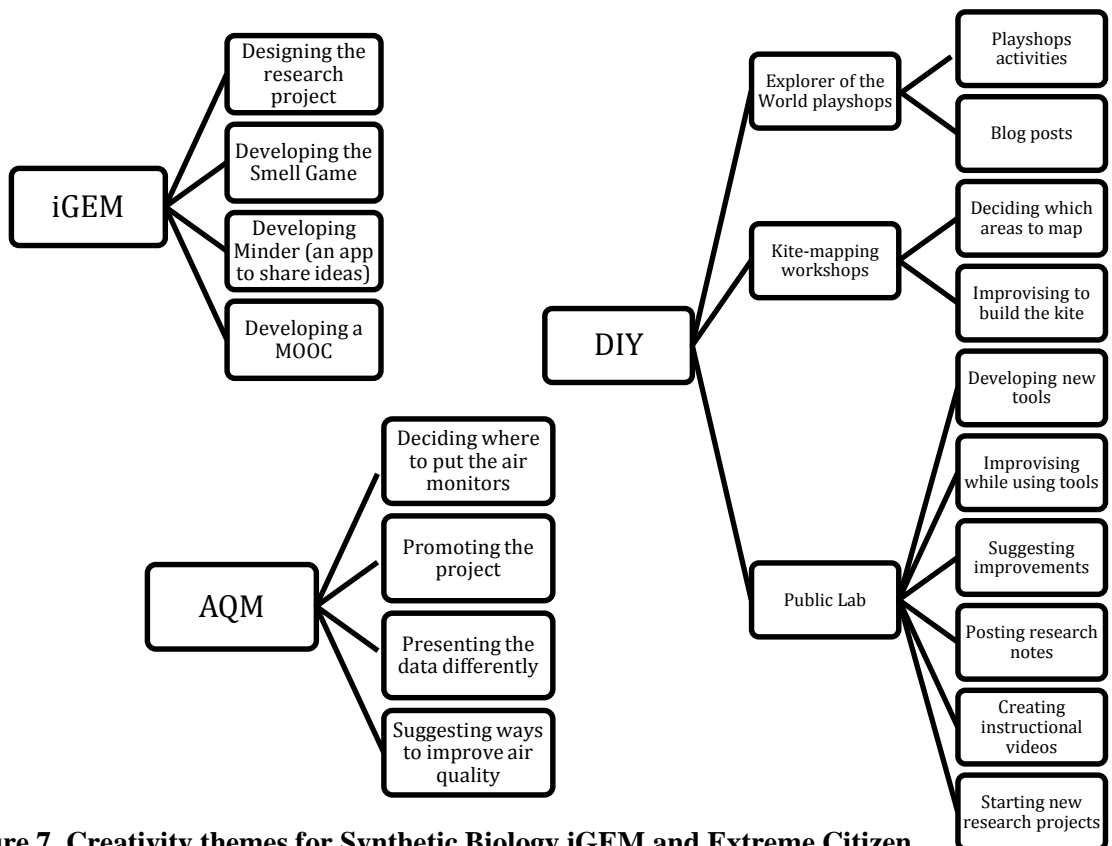 iGEM
Designing the
research
project
Developing the
Smell Game
Developing
Minder (an app
to share ideas)
Developing a
MOOC
AQM
Deciding where
to put the air
monitors
Promoting the
project
Presenting the
data differently
Suggesting ways
to improve air
quality
DIY
Explorer of the
World playshops
Playshops
activities
Blog posts
Kite-mapping
workshops
Deciding which
areas to map
Improvising to
build the kite
Public Lab
Developing new
tools
Improvising
while using tools
Suggesting
improvements
Posting research
notes
Creating
instructional
videos
Starting new
research projects
ure 7. Creativity themes for Synthetic Biology iGEM and Extreme Citizen